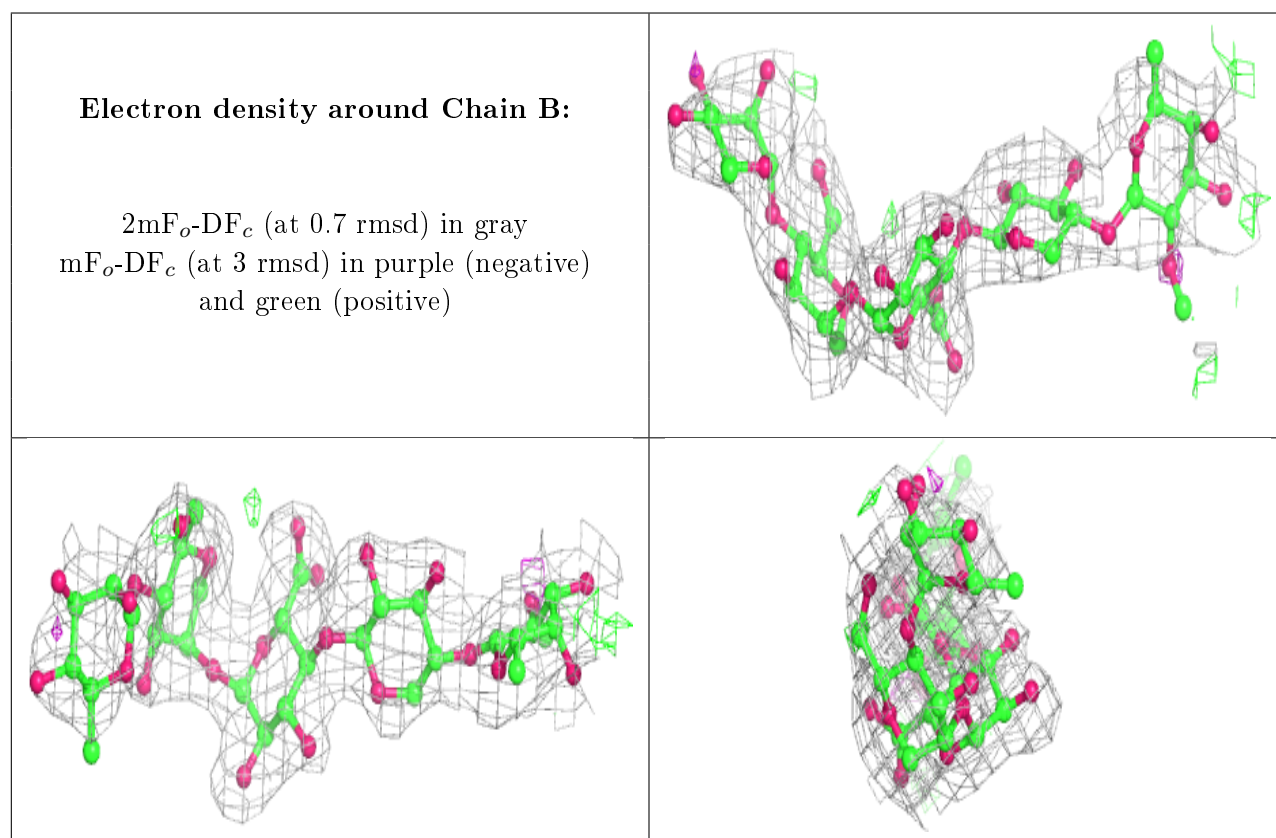 Electron density around Chain B:
2mFo-DFc (at 0.7 rmsd) in gray
mFo-DFc (at 3 rmsd) in purple (negative)
and green (positive)